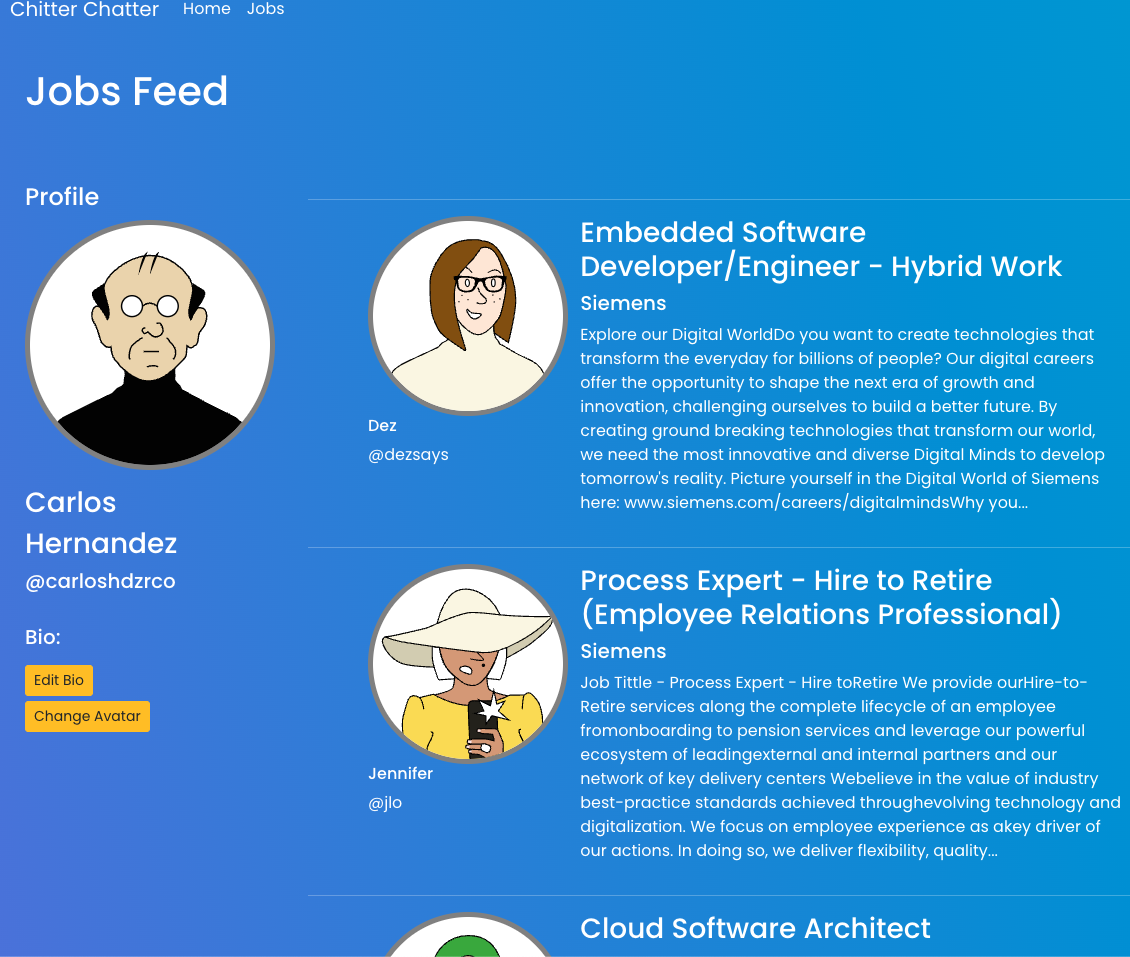 Chitter Chatter Home Jobs
Jobs Feed
Profile
Carlos
Hernandez
@carloshdzrco
Bio:
Edit Bio
Change Avatar
Dez
@dezsays
Embedded Software
Developer/Engineer - Hybrid Work
Siemens
Explore our Digital WorldDo you want to create technologies that
transform the everyday for billions of people? Our digital careers
offer the opportunity to shape the next era of growth and
innovation, challenging ourselves to build a better future. By
creating ground breaking technologies that transform our world,
we need the most innovative and diverse Digital Minds to develop
tomorrow's reality. Picture yourself in the Digital World of Siemens
here: www.siemens.com/careers/digitalmindsWhy you...
Jennifer
@jlo
Process Expert - Hire to Retire
(Employee Relations Professional)
Siemens
Job Tittle - Process Expert - Hire toRetire We provide ourHire-to-
Retire services along the complete lifecycle of an employee
fromonboarding to pension services and leverage our powerful
ecosystem of leadingexternal and internal partners and our
network of key delivery centers Webelieve in the value of industry
best-practice standards achieved throughevolving technology and
digitalization. We focus on employee experience as akey driver of
our actions. In doing so, we deliver flexibility, quality...
Cloud Software Architect